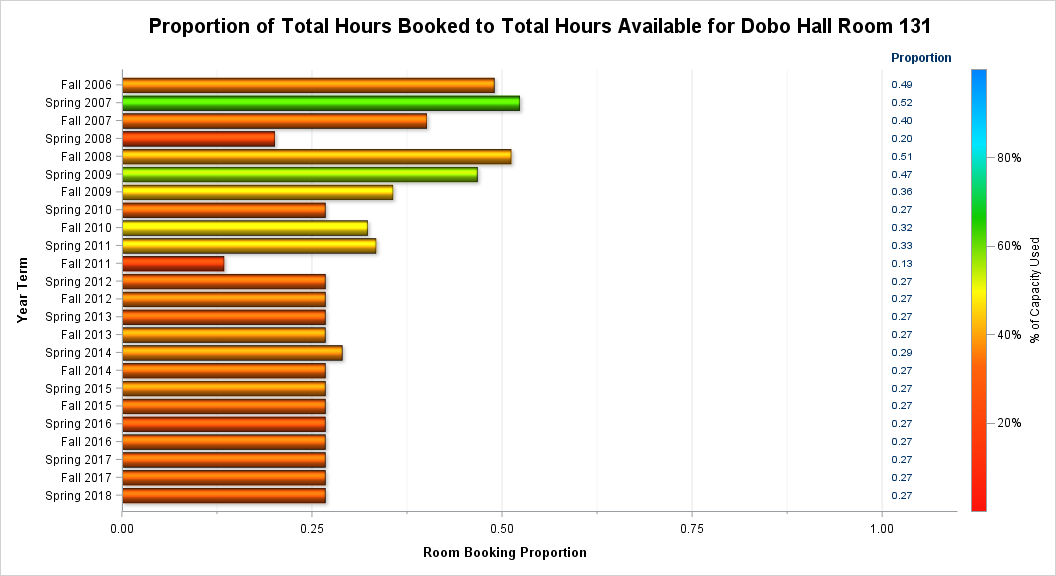 Proportion of Total Hours Booked to Total Hours Available for Dobo Hall Room 131
Proportion
Fall 2006 0.49
Spring 2007 0.52
Fall 2007 0.40
Spring 2008 0.20
Fall 2008 0.51
Spring 2009 0.47
Fall 2009 0.36
Spring 2010 0.27
Fall 2010 0.32
Spring 2011 0.33
Fall 2011 0.13
Spring 2012 0.27
Fall 2012 0.27
Spring 2013 0.27
Fall 2013 0.27
Spring 2014 0.29
Fall 2014 0.27
Spring 2015 0.27
Fall 2015 0.27
Spring 2016 0.27
Fall 2016 0.27
Spring 2017 0.27
Fall 2017 0.27
Spring 2018 0.27
Year Term
0.00 0.25 0.50 0.75 1.00
Room Booking Proportion
80%
60%
40%
20%
% of Capacity Used